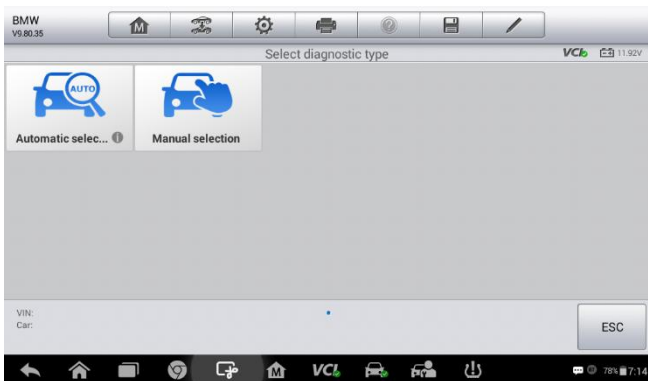 BMW
V9.80.35
M
?
Select diagnostic type
VCI
11.92V
AUTO
Automatic selec...
Manual selection
VIN:
Car:
ESC
M
VCI
78% 7:14